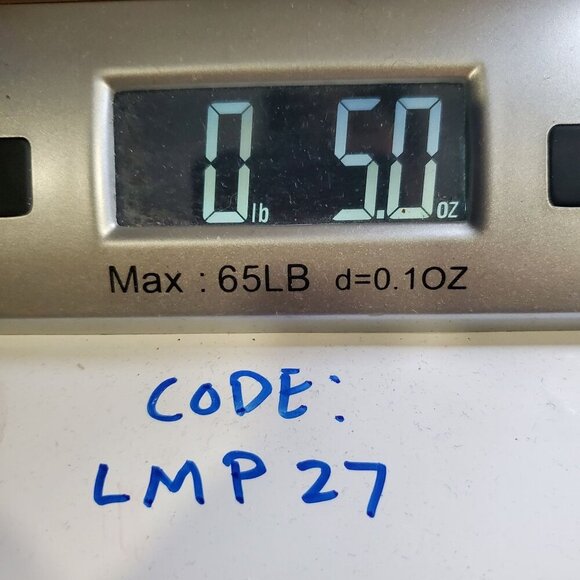 0 lb 5.0 oz
Max : 65LB d=0.1OZ
CODE:
LMP 27